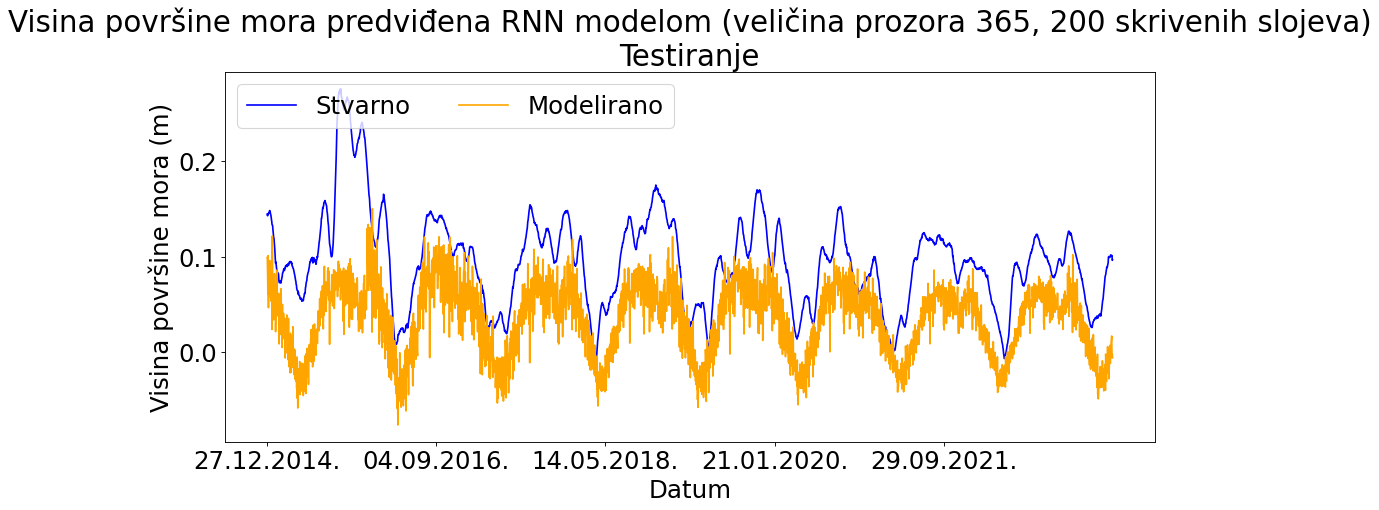 Visina površine mora predviđena RNN modelom (veličina prozora 365, 200 skrivenih slojeva)
Testiranje
Stvarno Modelirano
Visina površine mora (m)
0.2
0.1
0.0
27.12.2014. 04.09.2016. 14.05.2018. 21.01.2020. 29.09.2021.
Datum